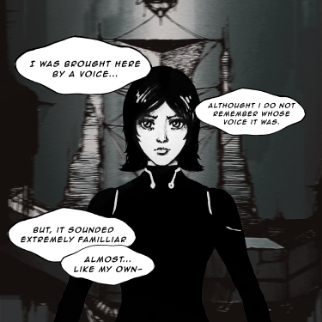 I WAS BROUGHT HERE
BY A VOICE...
ALTHOUGHT I DO NOT
REMEMBER WHOSE
VOICE IT WAS.
BUT, IT SOUNDED
EXTREMELY FAMILLIAR
ALMOST...
LIKE MY OWN-